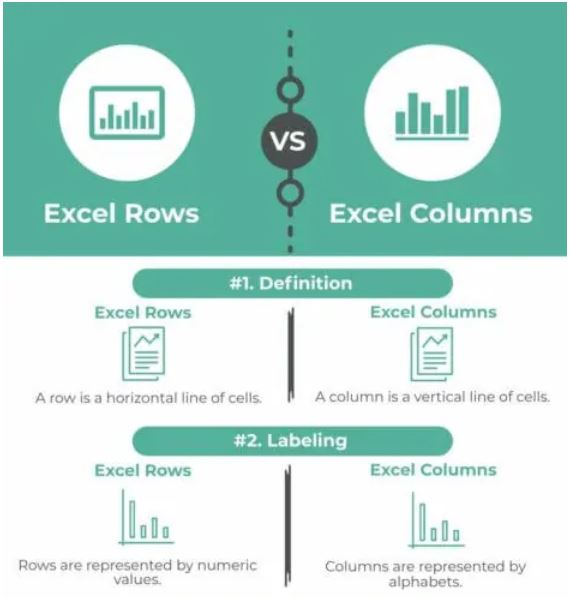 VS
Excel Rows
Excel Columns
#1. Definition
Excel Rows
Excel Columns
A row is a horizontal line of cells.
A column is a vertical line of cells.
#2. Labeling
Excel Rows
Excel Columns
Rows are represented by numeric
values.
Columns are represented by
alphabets.